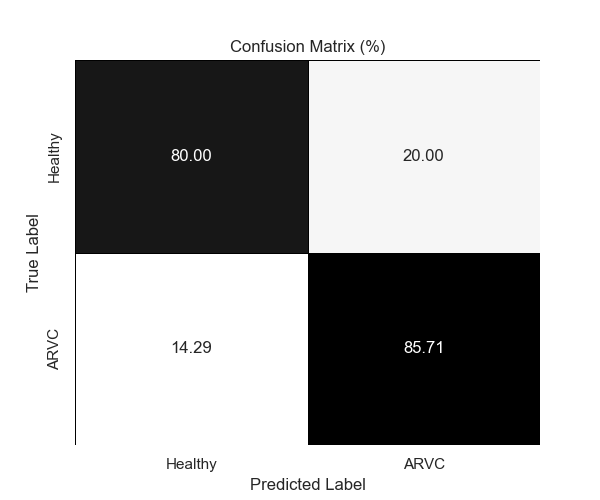 Confusion Matrix (%)
True Label
Healthy
80.00
20.00
ARVC
14.29
85.71
Healthy
ARVC
Predicted Label